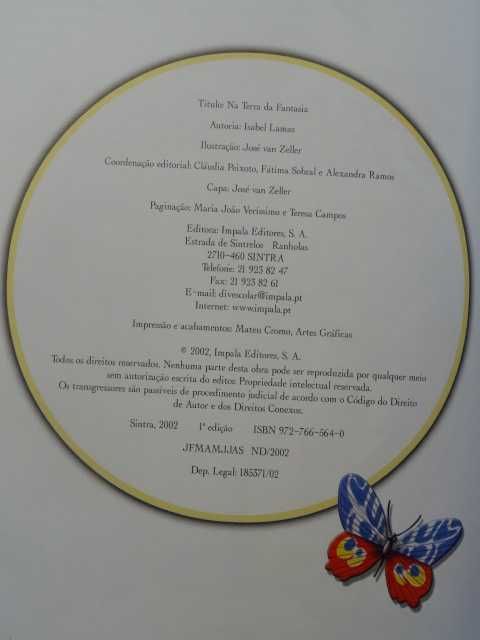 Título: Na Terra da Fantasia
Autoria: Isabel Lamas
Ilustração: José van Zeller
Coordenação editorial: Cláudia Peixoto, Fátima Sobral e Alexandra Ramos
Capa: José van Zeller
Paginação: Maria João Veríssimo e Teresa Campos
Editora: Impala Editores, S. A.
Estrada de Sintrelos Ranholas
2710-460 SINTRA
Telefone: 21 923 82 47
Fax: 21 923 82 61
E-mail: divescolar@impala.pt
Internet: www.impala.pt
Impressão e acabamentos: Mateu Cromo, Artes Gráficas
© 2002, Impala Editores, S. A.
Todos os direitos reservados. Nenhuma parte desta obra pode ser reproduzida por qualquer meio
sem autorização escrita do editor. Propriedade intelectual reservada.
Os transgressores são passíveis de procedimento judicial de acordo com o Código do Direito
de Autor e dos Direitos Conexos.
Sintra, 2002 1ª edição ISBN 972-766-564-0
JFMAMJJAS ND/2002
Dep. Legal: 185371/02